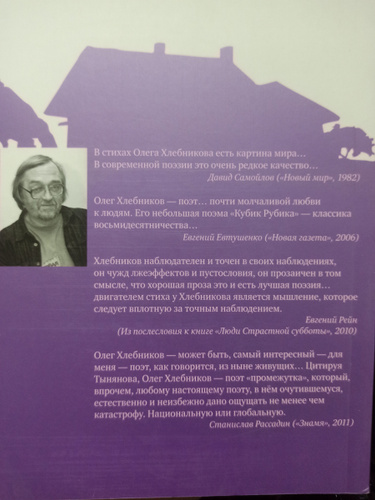 В стихах Олега Хлебникова есть картина мира…
В современной поэзии это очень редкое качество…
Давид Самойлов («Новый мир», 1982)
Олег Хлебников — поэт… почти молчаливой любви
к людям. Его небольшая поэма «Кубик Рубика» — классика
восьмидесятничества…
Евгений Евтушенко («Новая газета», 2006)
Хлебников наблюдателен и точен в своих наблюдениях,
он чужд лжеэффектов и пустословия, он прозаичен в том
смысле, что хорошая проза это и есть лучшая поэзия…
двигателем стиха у Хлебникова является мышление, которое
следует вплотную за точным наблюдением.
Евгений Рейн
(Из послесловия к книге «Люди Страстной субботы», 2010)
Олег Хлебников — может быть, самый интересный — для
меня — поэт, как говорится, из ныне живущих… Цитируя
Тынянова, Олег Хлебников — поэт «промежутка», который,
впрочем, любому настоящему поэту, в нём очутившемуся,
естественно и неизбежно дано ощущать не менее чем
катастрофу. Национальную или глобальную.
Станислав Рассадин («Знамя», 2011)